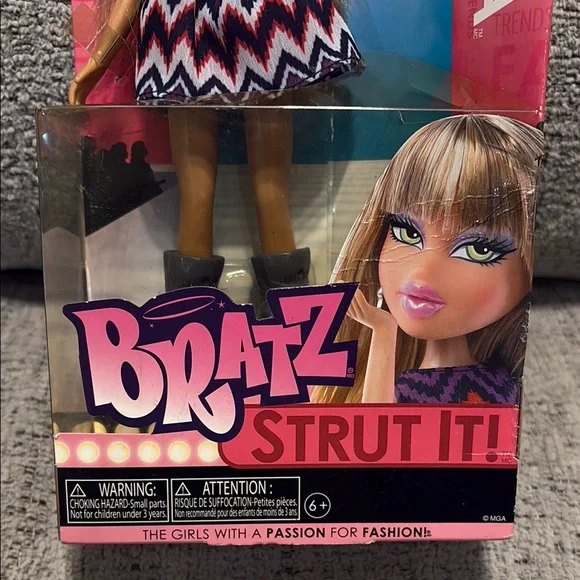 TRENDS
BRATZ
STRUT IT!
⚠ WARNING:
CHOKING HAZARD-Small parts.
Not for children under 3 years.
⚠ ATTENTION :
RISQUE DE SUFFOCATION-Petites pièces.
Non recommandé pour des enfants de moins de 3 ans.
6+
© MGA
THE GIRLS WITH A PASSION FOR FASHION!